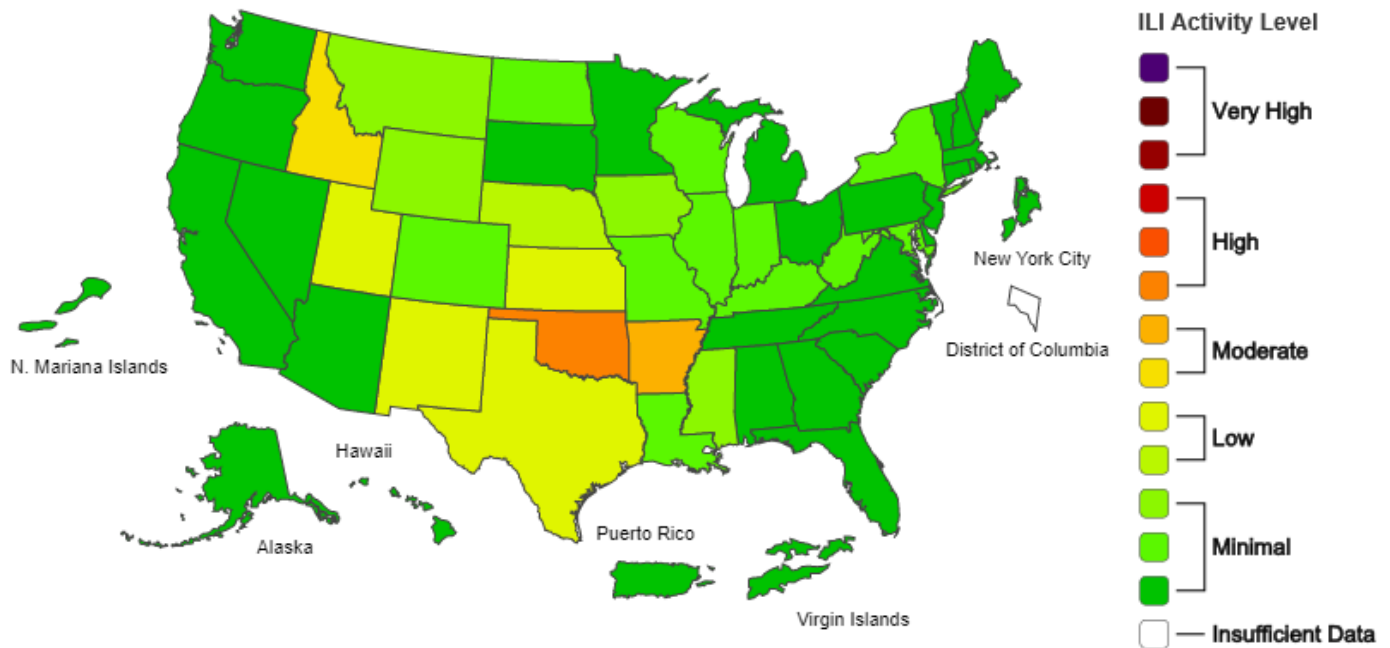 ILI Activity Level
Very High
High
New York City
District of Columbia
Moderate
N. Mariana Islands
Low
Hawaii
Alaska
Puerto Rico
Minimal
Virgin Islands
Insufficient Data